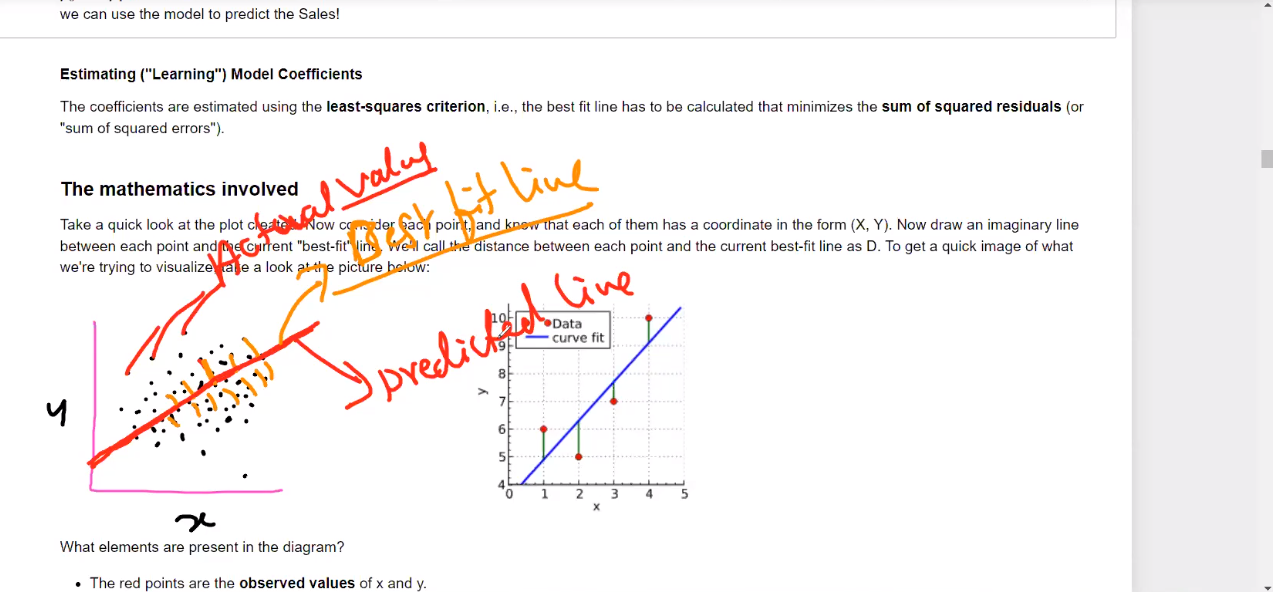 we can use the model to predict the Sales!
Estimating ("Learning") Model Coefficients
The coefficients are estimated using the least-squares criterion, i.e., the best fit line has to be calculated that minimizes the sum of squared residuals (or
"sum of squared errors").
Actual value
Best fit line
The mathematics involved
Take a quick look at the plot created. Now consider each point, and know that each of them has a coordinate in the form (X, Y). Now draw an imaginary line
between each point and the current "best-fit" line. We'll call the distance between each point and the current best-fit line as D. To get a quick image of what
we're trying to visualize, take a look at the picture below:
predicted line
y
x
Data
curve fit
10
9
8
7
6
5
4
y
0 1 2 3 4 5
x
What elements are present in the diagram?
• The red points are the observed values of x and y.